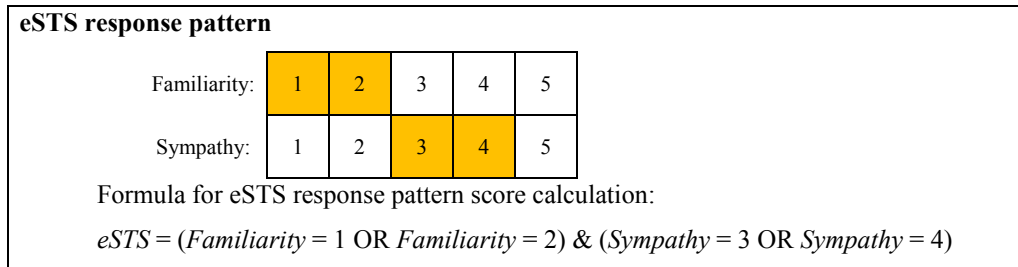 eSTS response pattern
Familiarity: 1 2 3 4 5
Sympathy: 1 2 3 4 5
Formula for eSTS response pattern score calculation:
eSTS = (Familiarity = 1 OR Familiarity = 2) & (Sympathy = 3 OR Sympathy = 4)